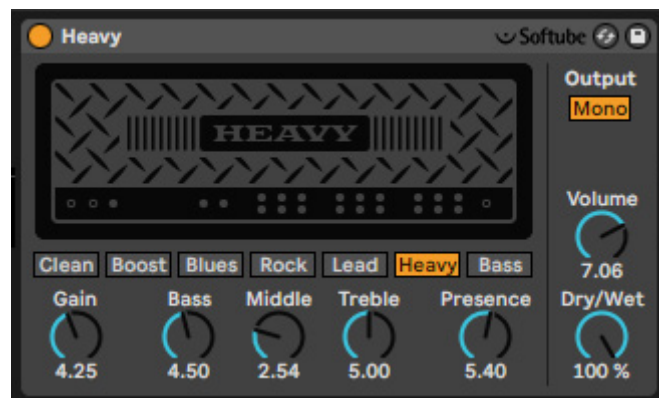 Heavy
Softube
HEAVY
Output
Mono
Volume
7.06
Clean Boost Blues Rock Lead Heavy Bass
Gain Bass Middle Treble Presence Dry/Wet
4.25 4.50 2.54 5.00 5.40 100 %